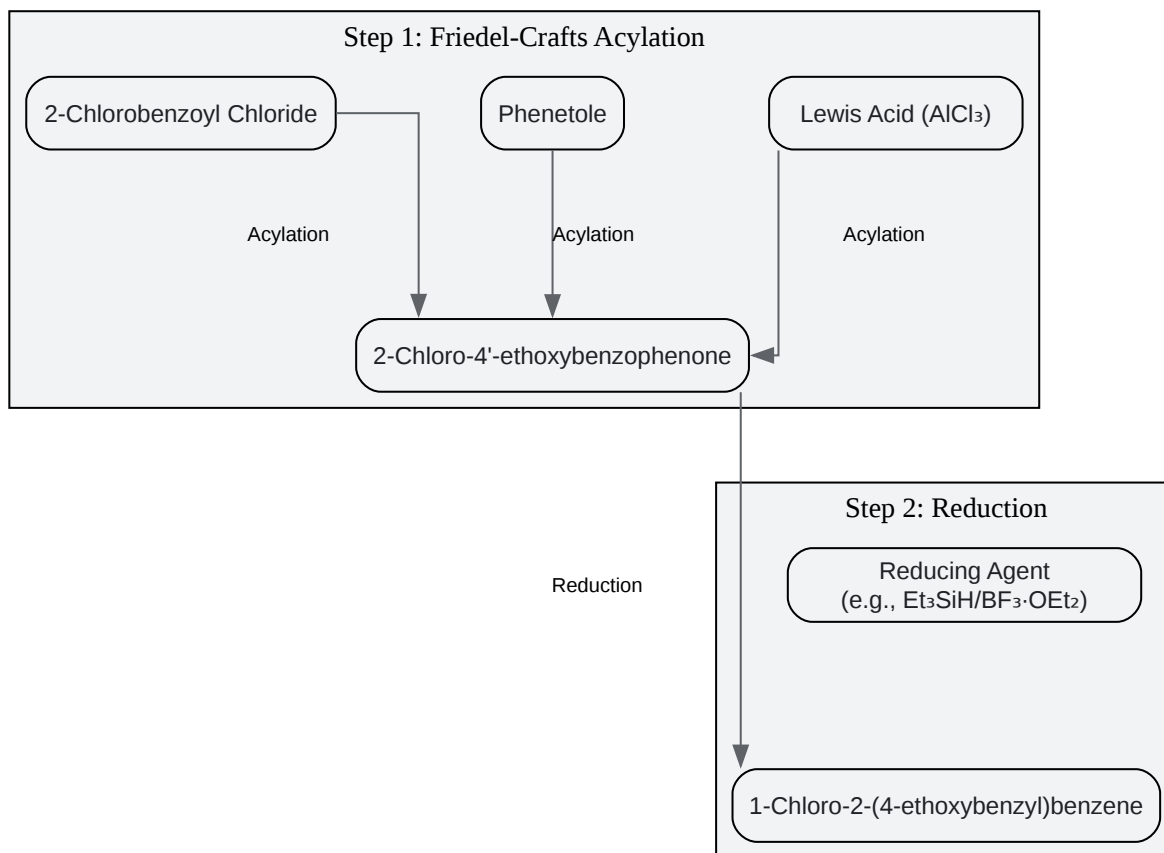 Step 1: Friedel-Crafts Acylation
2-Chlorobenzoyl Chloride
Phenetole
Lewis Acid (AlCl₃)
Acylation
Acylation
Acylation
2-Chloro-4'-ethoxybenzophenone
Step 2: Reduction
Reducing Agent
(e.g., Et₃SiH/BF₃·OEt₂)
Reduction
1-Chloro-2-(4-ethoxybenzyl)benzene